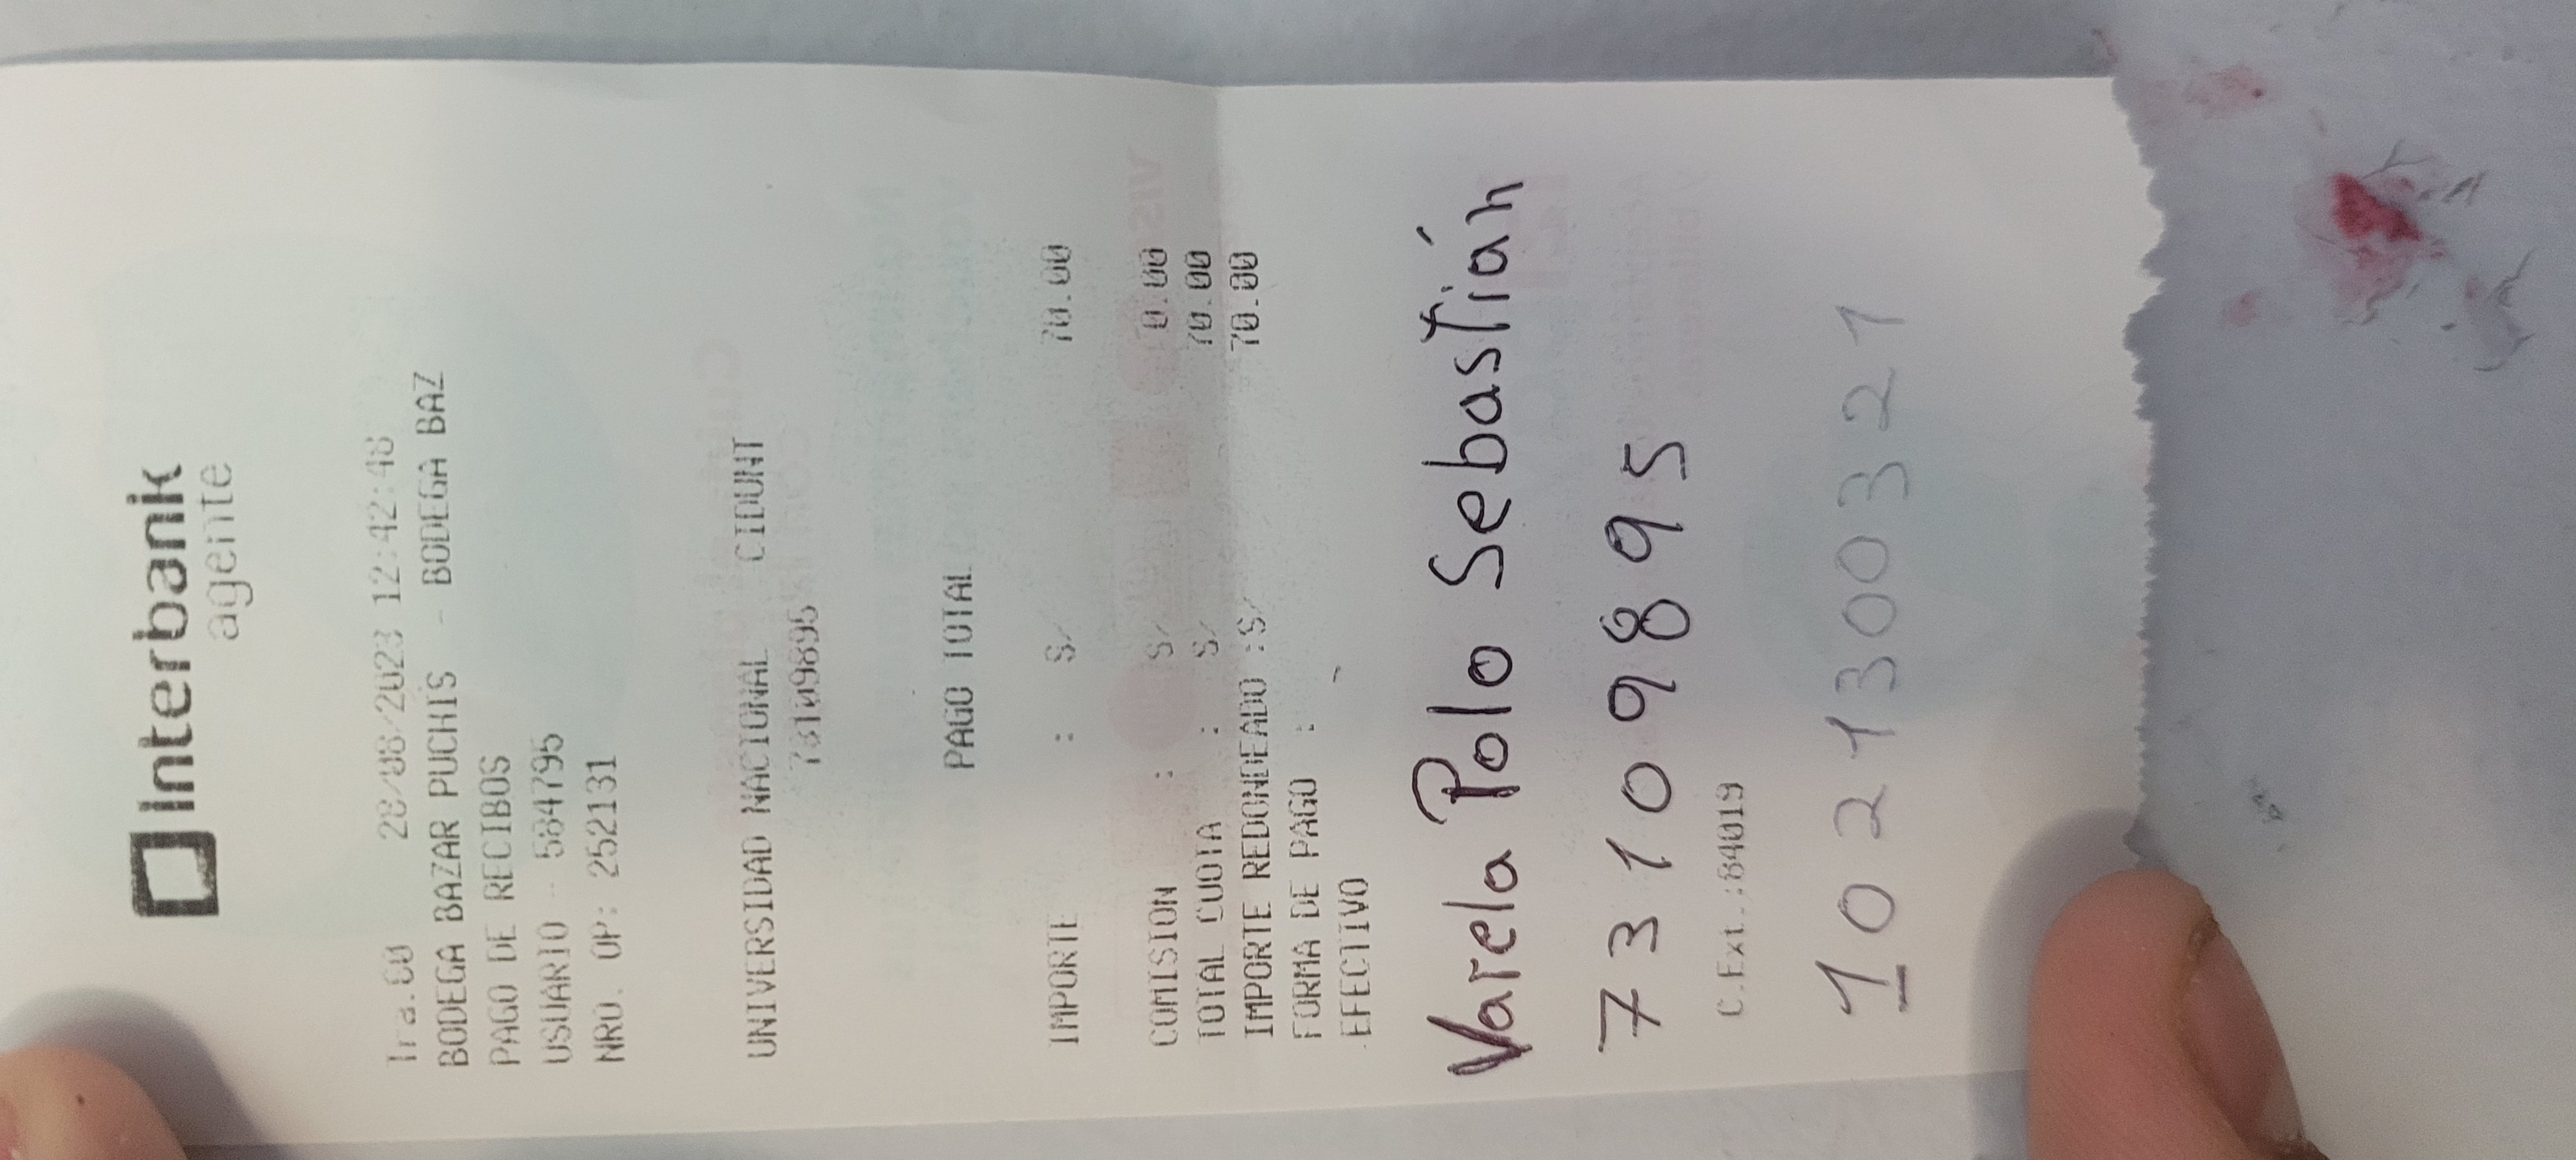 interbank
agente
Tra.60 28/08/2023 12:42:48
BODEGA BAZAR PUCHIS - BODEGA BAZ
PAGO DE RECIBOS
USUARIO - 584795
NRO. OP: 252131
UNIVERSIDAD NACIONAL CIDUNT
73109895
PAGO TOTAL
IMPORTE : S/ 70.00
COMISION : S/ 0.00
TOTAL CUOTA : S/ 70.00
IMPORTE REDONDEADO :S/ 70.00
FORMA DE PAGO :
EFECTIVO
Varela Polo Sebastián
73109895
C.Ext.:84019
1021300321